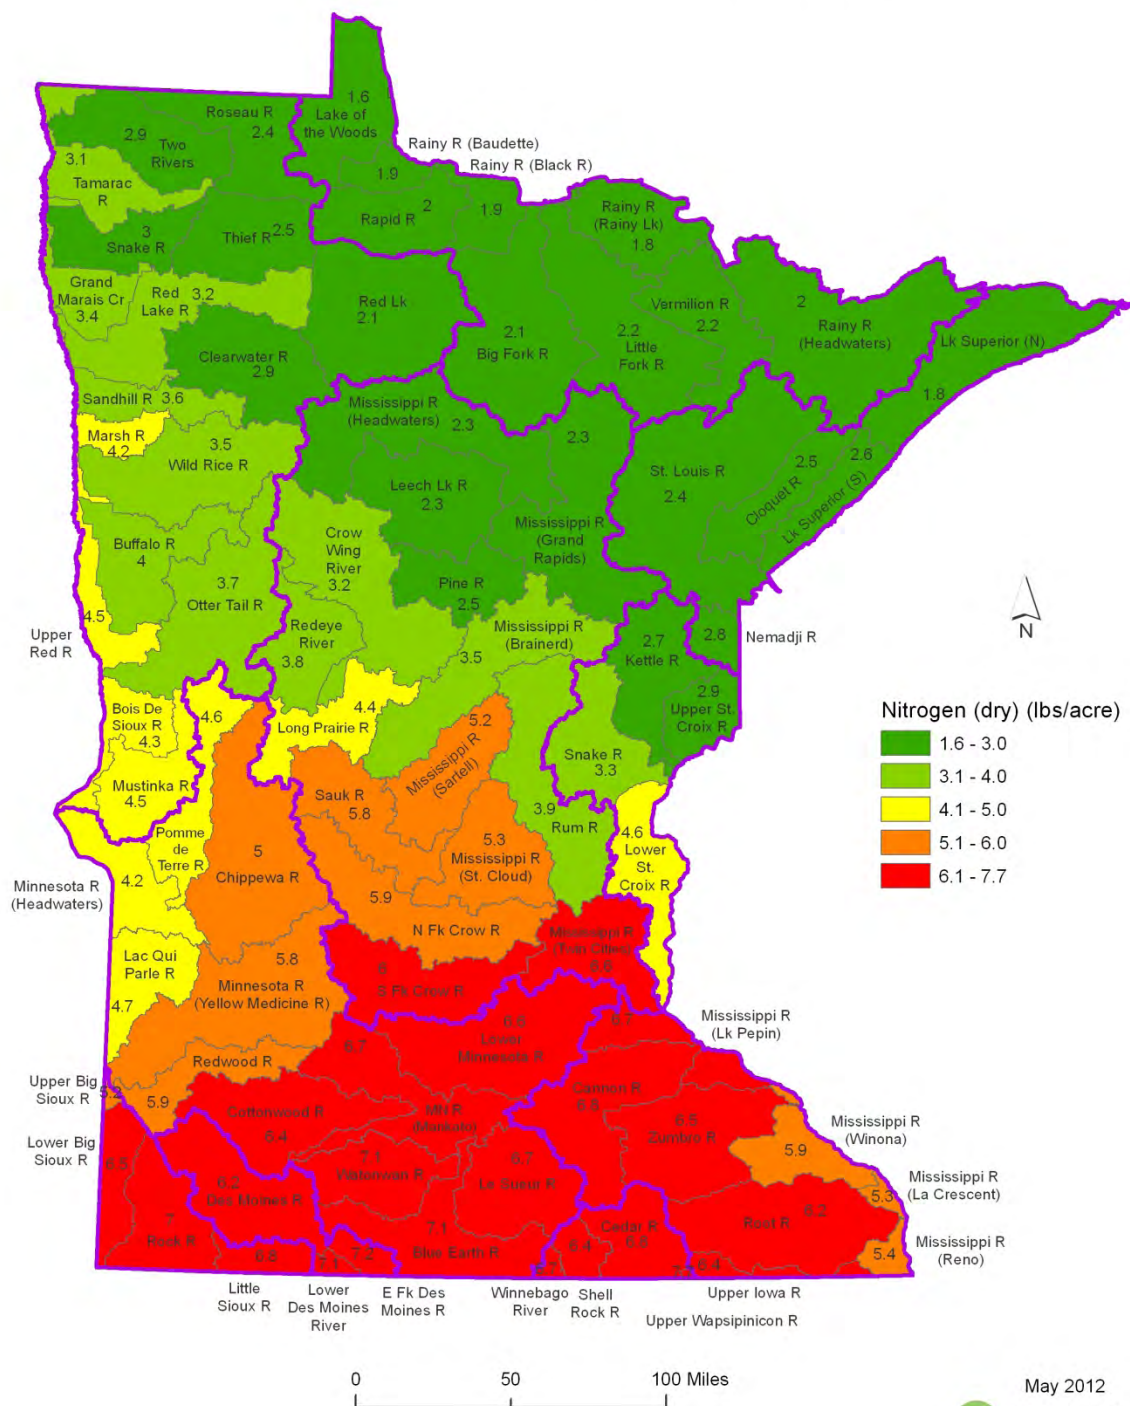 1.6
Lake of
the Woods
Roseau R
2.4
2.9
Two
Rivers
Rainy R (Baudette)
1.9
Rainy R (Black R)
1.9
3.1
Tamarac
R
2
Rapid R
Rainy R
(Rainy Lk)
1.8
3
Snake R
Thief R
2.5
Grand
Marais Cr
3.4
Red
Lake R
3.2
Red Lk
2.1
2.1
Big Fork R
2.2
Little
Fork R
Vermilion R
2.2
2
Rainy R
(Headwaters)
Lk Superior (N)
1.8
Clearwater R
2.9
Sandhill R
3.6
Mississippi R
(Headwaters)
2.3
2.3
Marsh R
4.2
3.5
Wild Rice R
Leech Lk R
2.3
St. Louis R
2.4
2.5
Cloquet R
2.6
Lk Superior (S)
Mississippi R
(Grand
Rapids)
Buffalo R
4
Crow
Wing
River
3.2
3.7
Otter Tail R
Pine R
2.5
4.5
Upper
Red R
Redeye
River
3.8
Mississippi R
(Brainerd)
3.5
2.7
Kettle R
2.8
Nemadji R
N
2.9
Upper St.
Croix R
Bois De
Sioux R
4.3
4.6
Long Prairie R
4.4
5.2
Mississippi R
(Sartell)
Snake R
3.3
Nitrogen (dry) (lbs/acre)
1.6 - 3.0
3.1 - 4.0
4.1 - 5.0
5.1 - 6.0
6.1 - 7.7
Mustinka R
4.5
Sauk R
5.8
3.9
Rum R
4.6
Lower
St.
Croix R
Pomme
de
Terre R
5
Chippewa R
5.3
Mississippi R
(St. Cloud)
4.2
Minnesota R
(Headwaters)
5.9
N Fk Crow R
Mississippi R
(Twin Cities)
6.6
Lac Qui
Parle R
4.7
5.8
Minnesota R
(Yellow Medicine R)
6
S Fk Crow R
6.7
Mississippi R
(Lk Pepin)
6.6
Lower
Minnesota R
Redwood R
5.9
6.7
Upper Big
Sioux R
5.2
Cannon R
Cottonwood R
6.4
MN R
(Mankato)
6.5
Zumbro R
Mississippi R
(Winona)
5.9
Lower Big
Sioux R
6.5
7.1
Watonwan R
6.7
Le Sueur R
Mississippi R
(La Crescent)
5.3
6.2
Des Moines R
7
Rock R
7.1
Blue Earth R
Cedar R
6.8
Root R
6.2
Mississippi R
(Reno)
5.4
6.8
7.1
7.2
6.4
6.4
Little
Sioux R
Lower
Des Moines
River
E Fk Des
Moines R
Winnebago
River
Shell
Rock R
Upper Iowa R
Upper Wapsipinicon R
0 50 100 Miles
May 2012